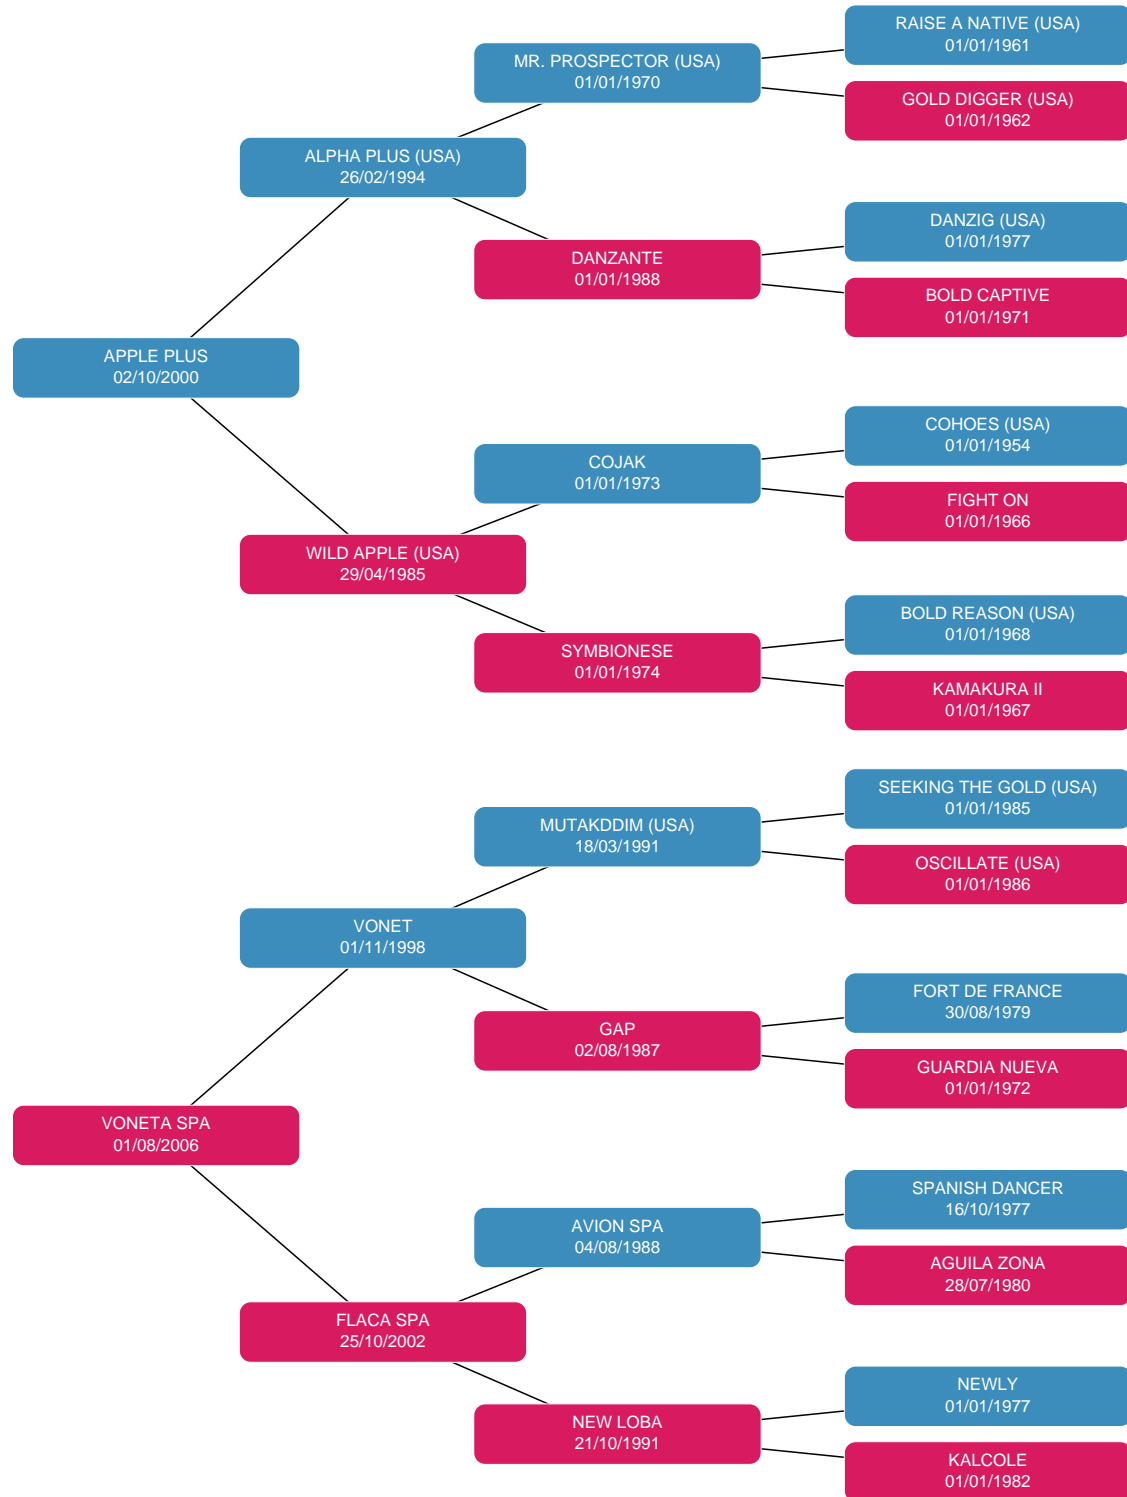 RAISE A NATIVE (USA)
01/01/1961
MR. PROSPECTOR (USA)
01/01/1970
GOLD DIGGER (USA)
01/01/1962
ALPHA PLUS (USA)
26/02/1994
DANZIG (USA)
01/01/1977
DANZANTE
01/01/1988
BOLD CAPTIVE
01/01/1971
APPLE PLUS
02/10/2000
COHOES (USA)
01/01/1954
COJAK
01/01/1973
FIGHT ON
01/01/1966
WILD APPLE (USA)
29/04/1985
BOLD REASON (USA)
01/01/1968
SYMBIONESE
01/01/1974
KAMAKURA II
01/01/1967
SEEKING THE GOLD (USA)
01/01/1985
MUTAKDDIM (USA)
18/03/1991
OSCILLATE (USA)
01/01/1986
VONET
01/11/1998
FORT DE FRANCE
30/08/1979
GAP
02/08/1987
GUARDIA NUEVA
01/01/1972
VONETA SPA
01/08/2006
SPANISH DANCER
16/10/1977
AVION SPA
04/08/1988
AGUILA ZONA
28/07/1980
FLACA SPA
25/10/2002
NEWLY
01/01/1977
NEW LOBA
21/10/1991
KALCOLE
01/01/1982